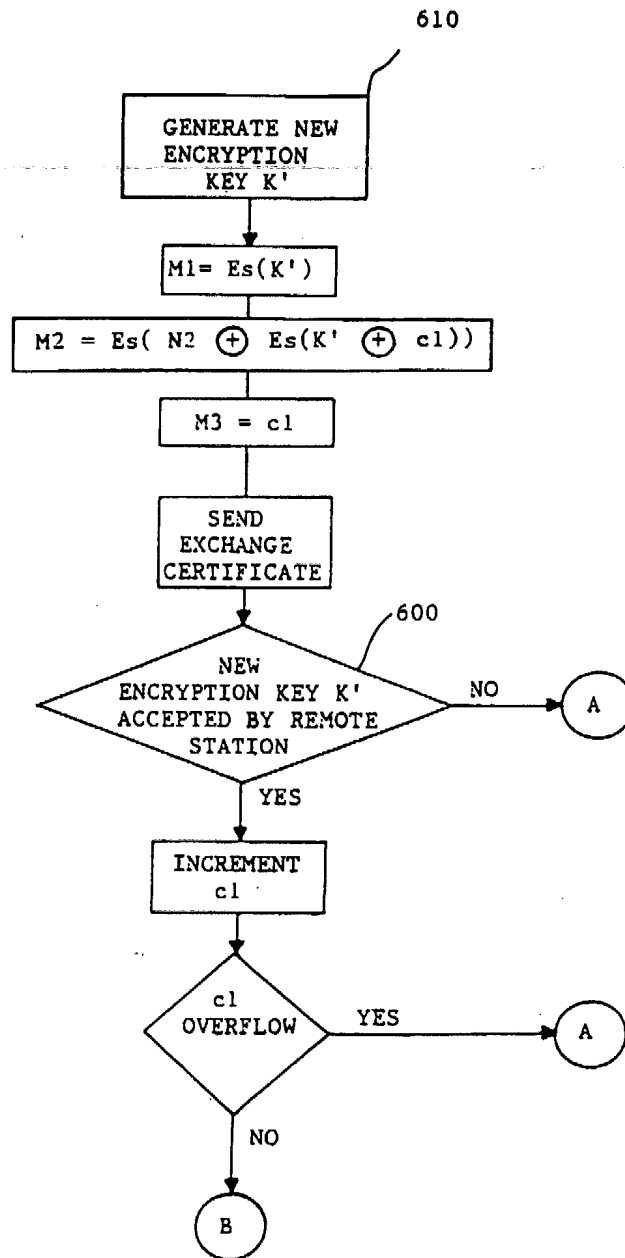 610
GENERATE NEW
ENCRYPTION
KEY K'
M1= Es(K')
M2 = Es( N2 ⊕ Es(K' ⊕ c1))
M3 = c1
SEND
EXCHANGE
CERTIFICATE
600
NEW
ENCRYPTION KEY K'
ACCEPTED BY REMOTE
STATION
NO
A
YES
INCREMENT
c1
c1
OVERFLOW
YES
A
NO
B